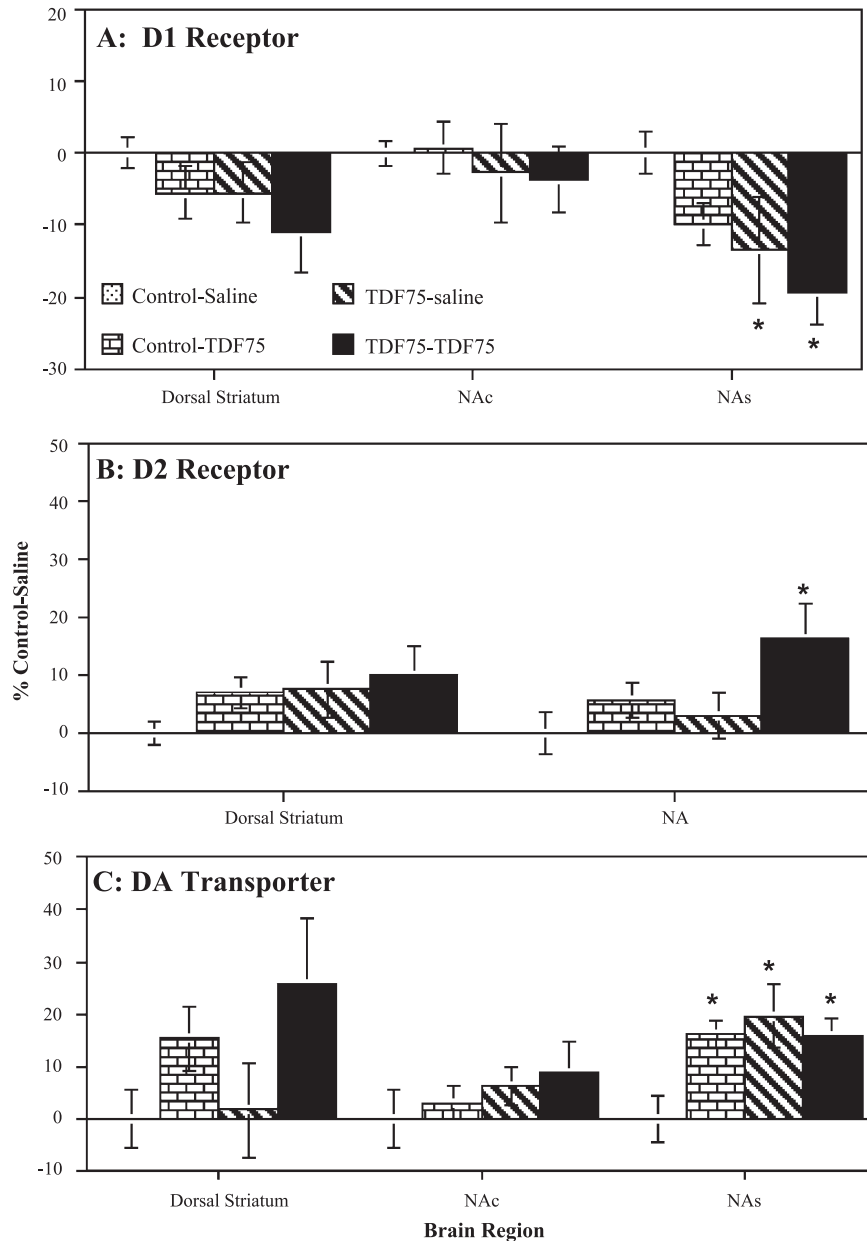 A: D1 Receptor
20
10
0
-10
-20
-30
Control-Saline
TDF75-saline
Control-TDF75
TDF75-TDF75
*
*
Dorsal Striatum
NAc
NAs
B: D2 Receptor
50
40
30
20
10
0
-10
*
% Control-Saline
Dorsal Striatum
NA
C: DA Transporter
50
40
30
20
10
0
-10
*
*
*
Dorsal Striatum
NAc
NAs
Brain Region